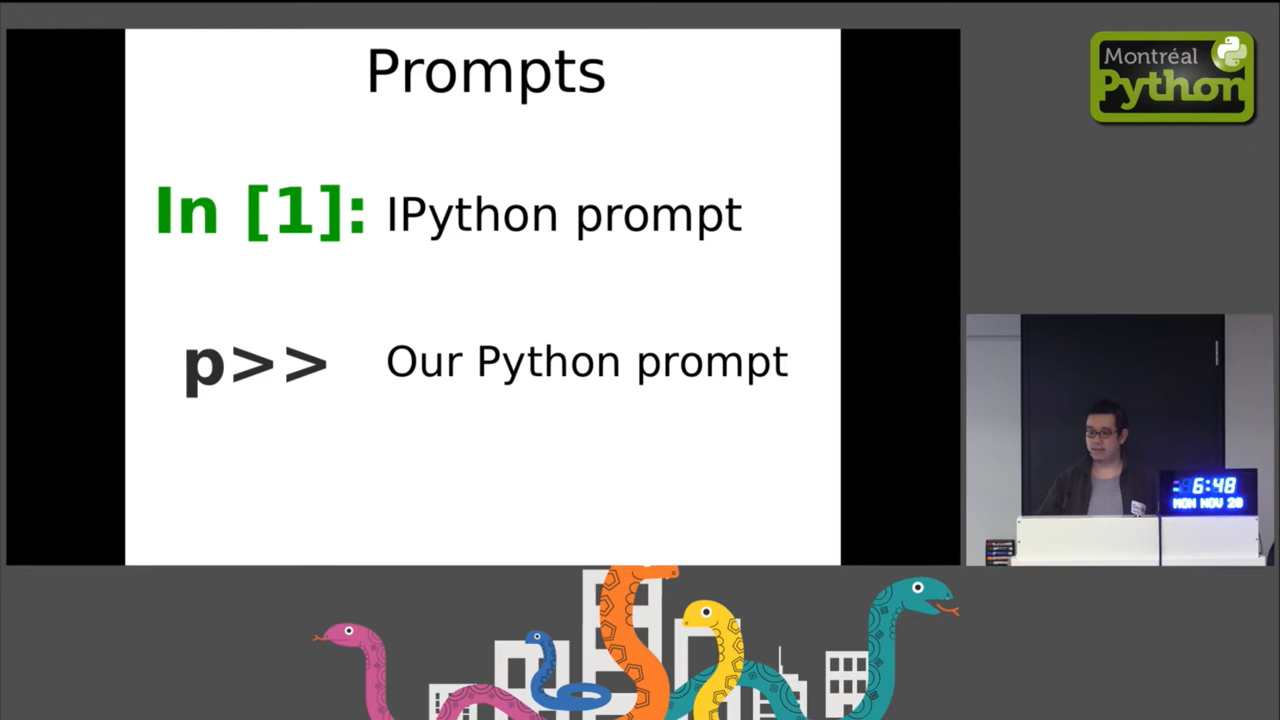 Prompts
In [1]: IPython prompt
p>> Our Python prompt
Montréal
Python
6:48
MON NOV 20